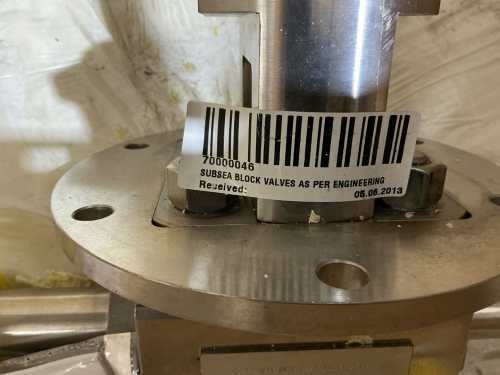 70000046
SUBSEA BLOCK VALVES AS PER ENGINEERING
Received: 05.06.2013